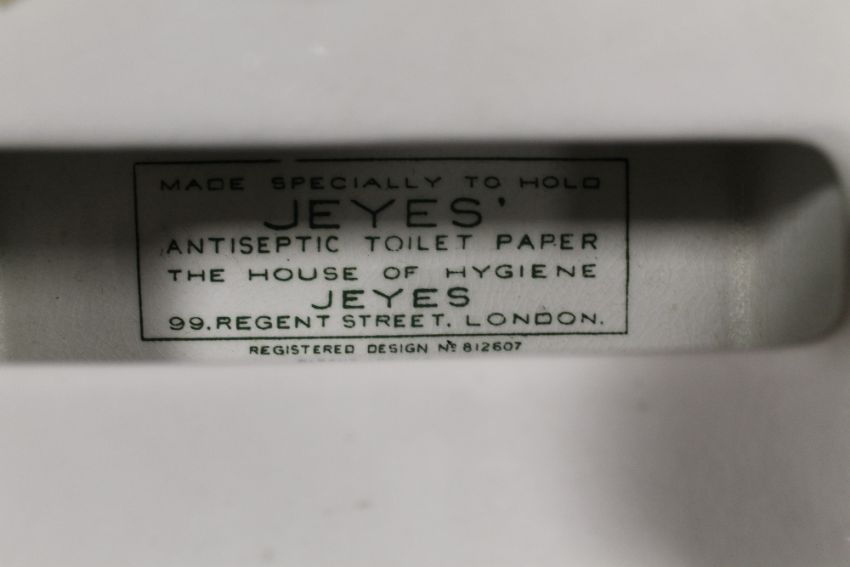 MADE SPECIALLY TO HOLD
JEYES'
ANTISEPTIC TOILET PAPER
THE HOUSE OF HYGIENE
JEYES
99. REGENT STREET. LONDON.
REGISTERED DESIGN Nº 812607